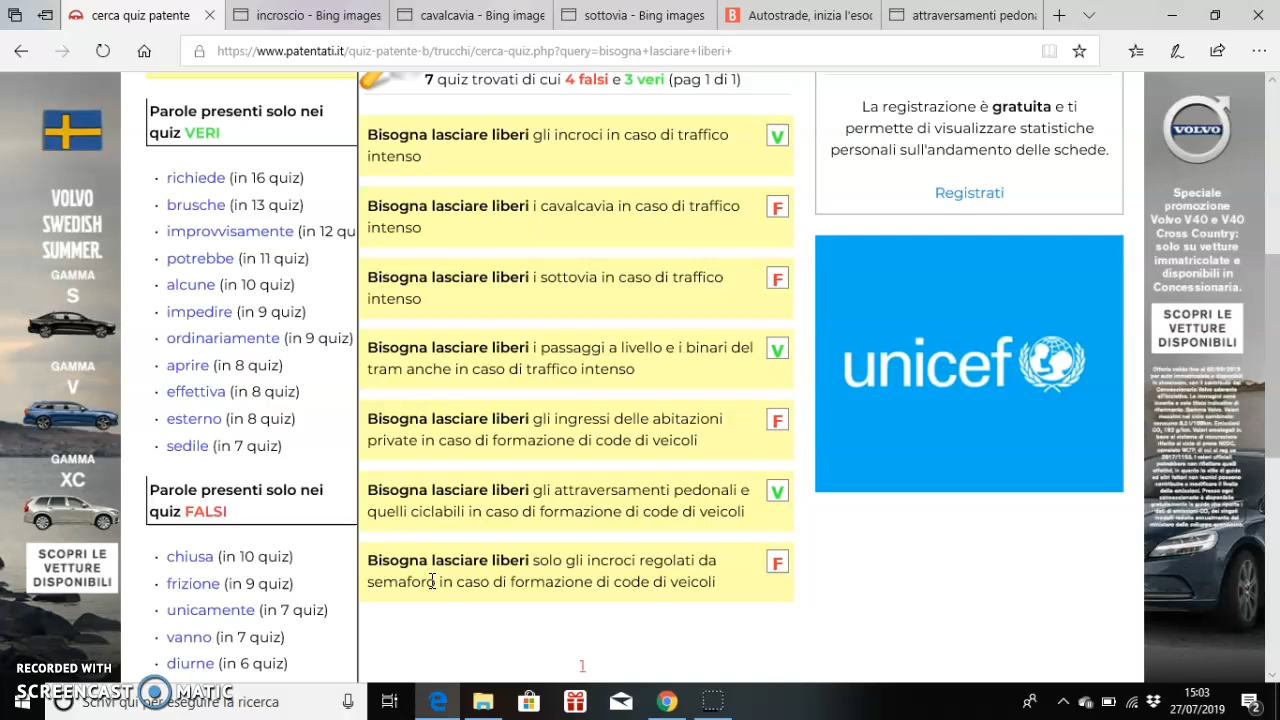 cerca quiz patente
incroscio - Bing images
cavalcavia - Bing image
sottovia - Bing images
Autostrade, inizia l'esoc
attraversamenti pedona
https://www.patentati.it/quiz-patente-b/trucchi/cerca-quiz.php?query=bisogna+lasciare+liberi+
VOLVO
SWEDISH
SUMMER.
GAMMA
S
GAMMA
V
GAMMA
XC
SCOPRI LE
VETTURE
DISPONIBILI
Parole presenti solo nei
quiz VERI
• richiede (in 16 quiz)
• brusche (in 13 quiz)
• improvvisamente (in 12 qu
• potrebbe (in 11 quiz)
• alcune (in 10 quiz)
• impedire (in 9 quiz)
• ordinariamente (in 9 quiz)
• aprire (in 8 quiz)
• effettiva (in 8 quiz)
• esterno (in 8 quiz)
• sedile (in 7 quiz)
Parole presenti solo nei
quiz FALSI
• chiusa (in 10 quiz)
• frizione (in 9 quiz)
• unicamente (in 7 quiz)
• vanno (in 7 quiz)
• diurne (in 6 quiz)
7 quiz trovati di cui 4 falsi e 3 veri (pag 1 di 1)
Bisogna lasciare liberi gli incroci in caso di traffico
intenso
V
Bisogna lasciare liberi i cavalcavia in caso di traffico
intenso
F
Bisogna lasciare liberi i sottovia in caso di traffico
intenso
F
Bisogna lasciare liberi i passaggi a livello e i binari del
tram anche in caso di traffico intenso
V
Bisogna lasciare liberi gli ingressi delle abitazioni
private in caso di formazione di code di veicoli
F
Bisogna lasciare liberi gli attraversamenti pedonali e
quelli ciclabili in caso di formazione di code di veicoli
V
Bisogna lasciare liberi solo gli incroci regolati da
semaforo in caso di formazione di code di veicoli
F
1
La registrazione è gratuita e ti
permette di visualizzare statistiche
personali sull'andamento delle schede.
Registrati
unicef
VOLVO
Speciale
promozione
Volvo V40 e V40
Cross Country:
solo su vetture
immatricolate e
disponibili in
Concessionaria.
SCOPRI LE
VETTURE
DISPONIBILI
RECORDED WITH
SCREENCAST MATIC
Scrivi qui per eseguire la ricerca
15:03
27/07/2019
2